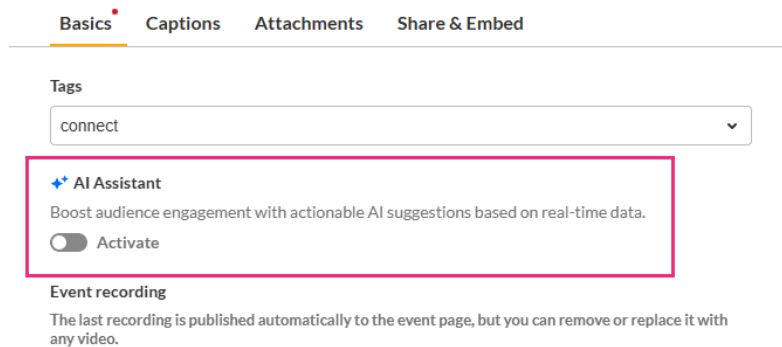 Basics Captions Attachments Share & Embed
Tags
connect
AI Assistant
Boost audience engagement with actionable AI suggestions based on real-time data.
Activate
Event recording
The last recording is published automatically to the event page, but you can remove or replace it with
any video.